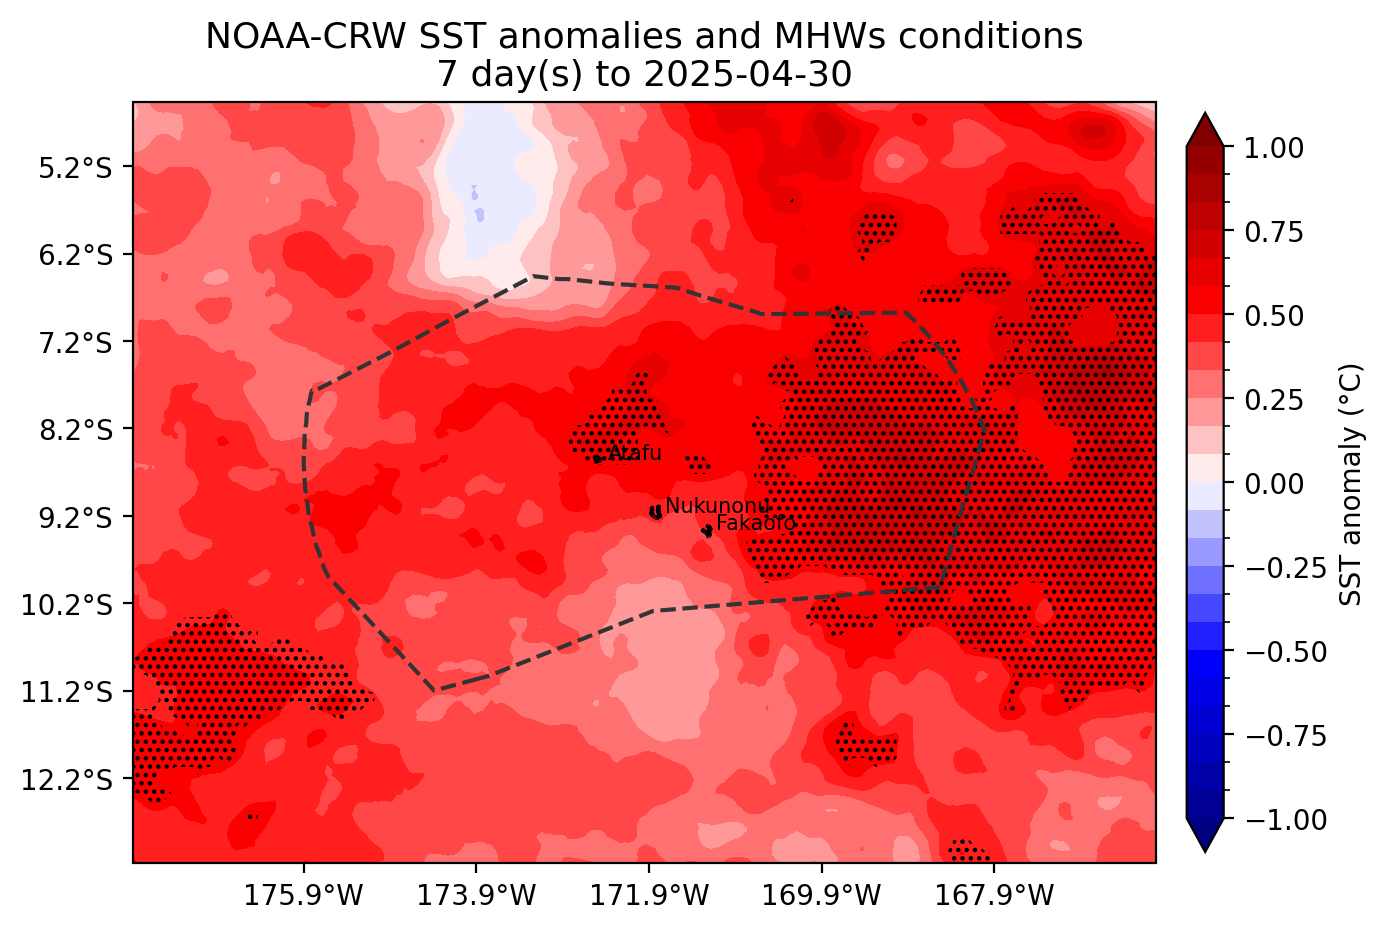 NOAA-CRW SST anomalies and MHWs conditions
7 day(s) to 2025-04-30
5.2°S
6.2°S
7.2°S
8.2°S
9.2°S
10.2°S
11.2°S
12.2°S
Atafu
Nukunonu
Fakaofo
175.9°W
173.9°W
171.9°W
169.9°W
167.9°W
1.00
0.75
0.50
0.25
0.00
−0.25
−0.50
−0.75
−1.00
SST anomaly (°C)